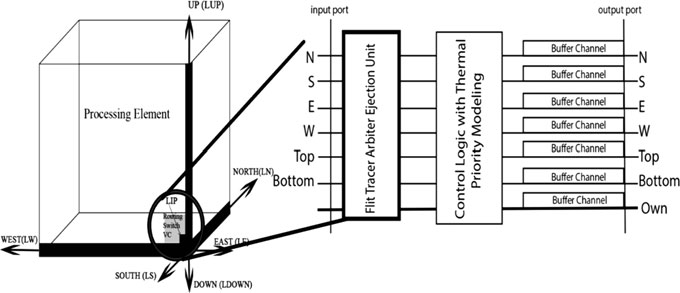 UP (LUP)
Processing Element
NORTH(LN)
LIP
Routing
Switch
VC
WEST(LW)
EAST (LE)
SOUTH (LS)
DOWN (LDOWN)
input port
output port
N
S
E
W
Top
Bottom
Flit Tracer Arbiter Ejection Unit
Control Logic with Thermal
Priority Modeling
Buffer Channel
Buffer Channel
Buffer Channel
Buffer Channel
Buffer Channel
Buffer Channel
Buffer Channel
N
S
E
W
Top
Bottom
Own